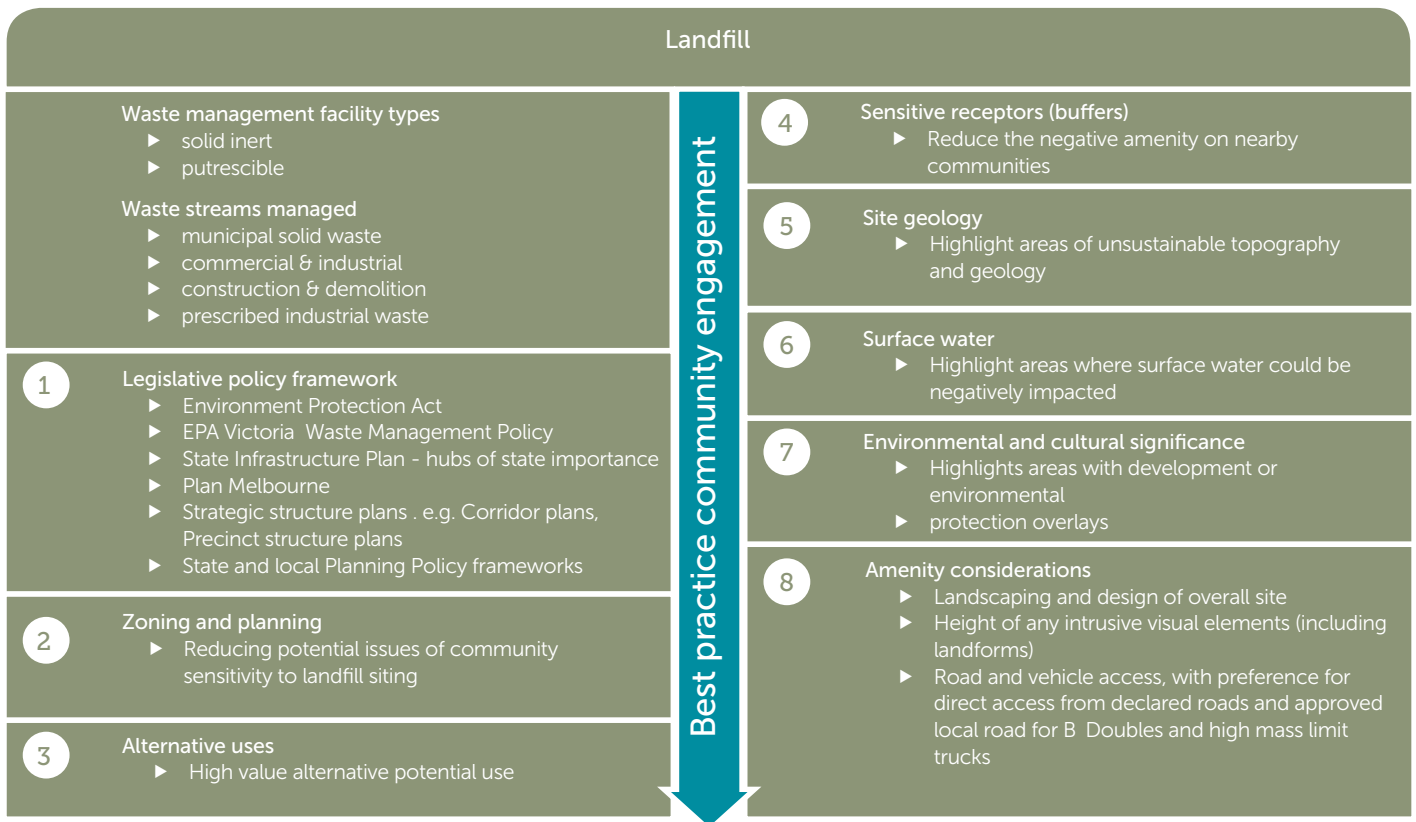 Landfill
Waste management facility types
▶ solid inert
▶ putrescible
Waste streams managed
▶ municipal solid waste
▶ commercial & industrial
▶ construction & demolition
▶ prescribed industrial waste
1
Legislative policy framework
▶ Environment Protection Act
▶ EPA Victoria Waste Management Policy
▶ State Infrastructure Plan - hubs of state importance
▶ Plan Melbourne
▶ Strategic structure plans . e.g. Corridor plans,
Precinct structure plans
▶ State and local Planning Policy frameworks
2
Zoning and planning
▶ Reducing potential issues of community
sensitivity to landfill siting
3
Alternative uses
▶ High value alternative potential use
Best practice community engagement
4
Sensitive receptors (buffers)
▶ Reduce the negative amenity on nearby
communities
5
Site geology
▶ Highlight areas of unsustainable topography
and geology
6
Surface water
▶ Highlight areas where surface water could be
negatively impacted
7
Environmental and cultural significance
▶ Highlights areas with development or
environmental
▶ protection overlays
8
Amenity considerations
▶ Landscaping and design of overall site
▶ Height of any intrusive visual elements (including
landforms)
▶ Road and vehicle access, with preference for
direct access from declared roads and approved
local road for B Doubles and high mass limit
trucks